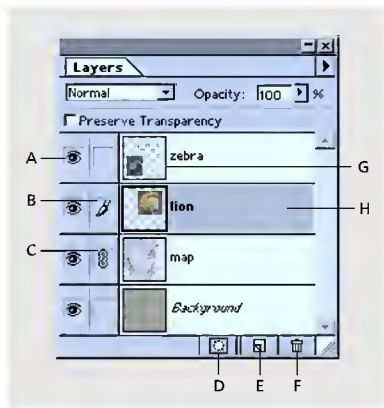 Layers
Normal Opacity: 100 %
Preserve Transparency
A zebra G
B lion H
C map
Background
D E F